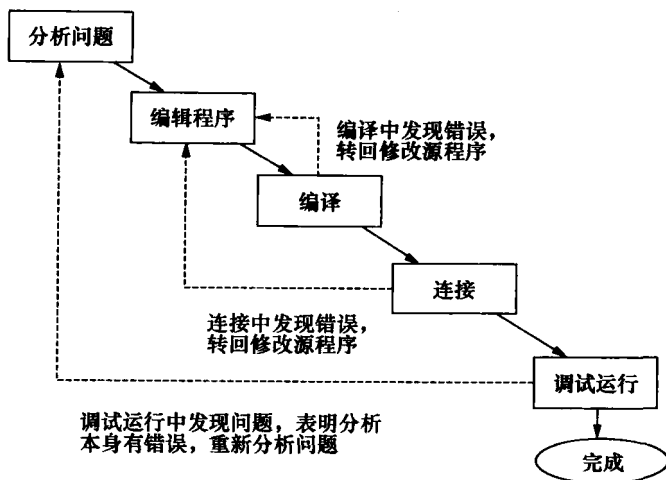 分析问题
编辑程序
编译中发现错误，
转回修改源程序
编译
连接
连接中发现错误，
转回修改源程序
调试运行
调试运行中发现问题，表明分析
本身有错误，重新分析问题
完成